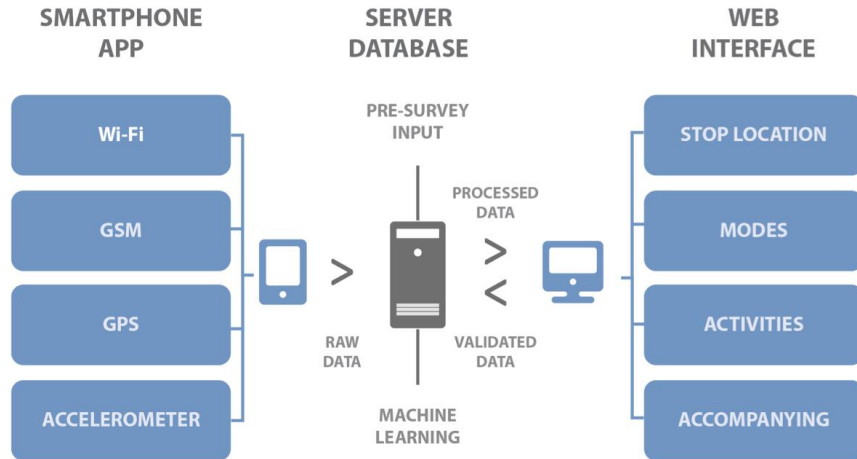 SMARTPHONE
APP
SERVER
DATABASE
WEB
INTERFACE
Wi-Fi
GSM
GPS
ACCELEROMETER
PRE-SURVEY
INPUT
PROCESSED
DATA
>
>
<
RAW
DATA
VALIDATED
DATA
MACHINE
LEARNING
STOP LOCATION
MODES
ACTIVITIES
ACCOMPANYING